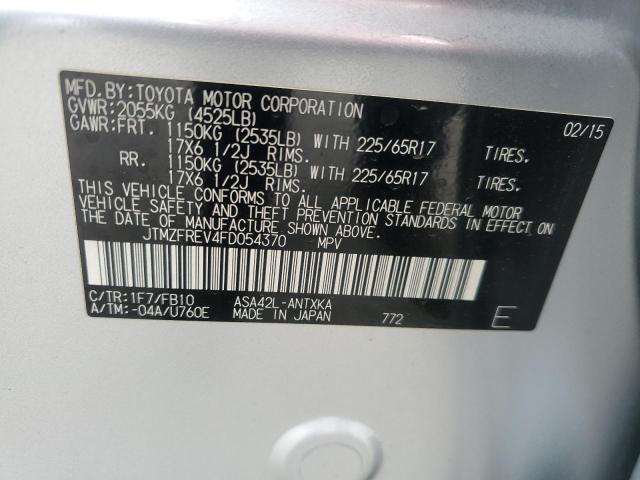 MFD.BY:TOYOTA MOTOR CORPORATION 02/15
GVWR:2055KG (4525LB)
GAWR:FRT. 1150KG (2535LB) WITH 225/65R17 TIRES.
17X6 1/2J RIMS.
RR. 1150KG (2535LB) WITH 225/65R17 TIRES.
17X6 1/2J RIMS.
THIS VEHICLE CONFORMS TO ALL APPLICABLE FEDERAL MOTOR
VEHICLE SAFETY AND THEFT PREVENTION STANDARDS IN EFFECT ON
THE DATE OF MANUFACTURE SHOWN ABOVE.
JTMZFREV4FD054370 MPV
C/TR:1F7/FB10 ASA42L-ANTXKA
A/TM:-04A/U760E MADE IN JAPAN 772 E